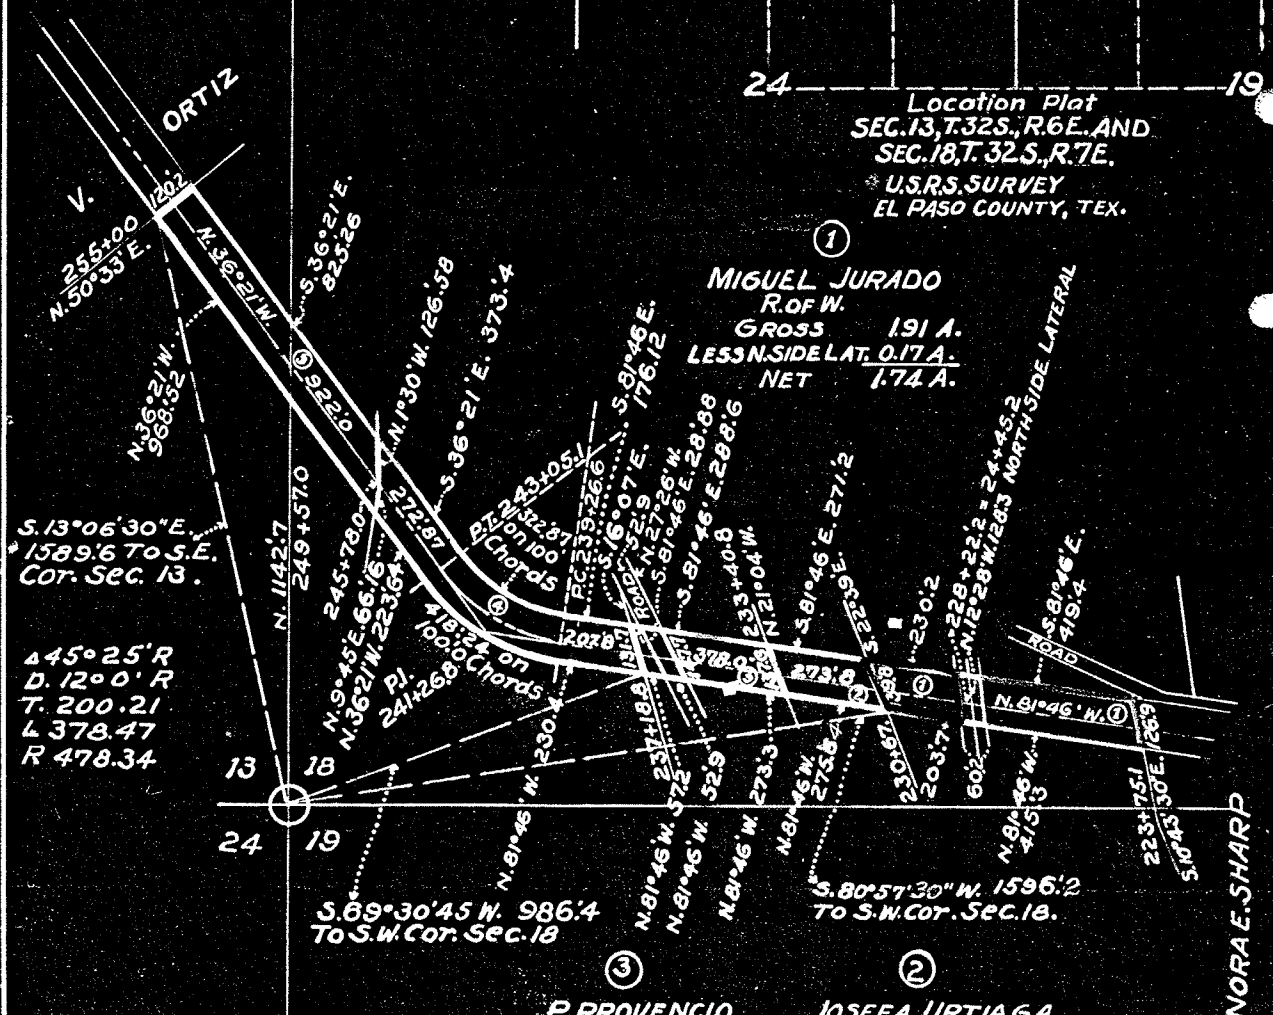 24
19
Location Plat
SEC.13,T.32S.,R.6E.AND
SEC.18,T.32S.,R.7E.
U.S.R.S.SURVEY
EL PASO COUNTY, TEX.
①
MIGUEL JURADO
R.OF W.
GROSS 1.91 A.
LESS N.SIDE LAT. 0.17 A.
NET 1.74 A.
V. ORTIZ
120.2
255+00
N.50°33'E.
N.36°21'W.
⑤ 922.0
S.36°21'E.
825.26
N.36°21'W.
968.52
N.1°30'W. 126.58
S.36°21'E. 373.'4
S.13°06'30"E.
1589.6 TO S.E.
Cor. Sec. 13.
N. 1142.'7
249+57.0
245+78.0
272.87
N.9°45'E. 66.16
N.36°21'W. 223.64
P.I.
241+26.8
418.'24 on
100.0 Chords
P.T. 243+05.1
322.87
on 100'
Chords
④
P.C. 239+26.6
S.81°46'E.
176.12
S.16°07'E.
52.9
N.27°26'W.
S.81°46'E. 28.'88
S.81°46'E. 288.'6
ROAD
207.8
131.7
378.0
③
233+40.8
N.21°04'W.
S.81°46'E. 271.'2
273.'8
②
S.22°39'E.
139.8
230.'2
①
228+22.'2 = 24+45.2
N.12°28'W. 128.3 NORTH SIDE LATERAL
S.81°46'E.
419.'4
ROAD
N.81°46'W. ①
126.'9
Δ 45°25'R
D. 12°0' R
T. 200.21
L 378.47
R 478.34
13 18
24 19
N.81°46' W. 230.4
237+18.8
N.81°46'W. 57.2
N.81°46'W. 52.9
N.81°46'W. 273.3
N.81°46'W.
275.8
230+67.4
203.'7
60.2
N.81°46'W.
415.'3
223+75.1
S.10°43'30"E.
S.89°30'45 W. 986.'4
To S.W. Cor. Sec.18
S.80°57'30"W. 1596.'2
To S.W.Cor. Sec.18.
③
P. PROVENCIO
②
JOSEFA URTIAGA
NORA E. SHARP